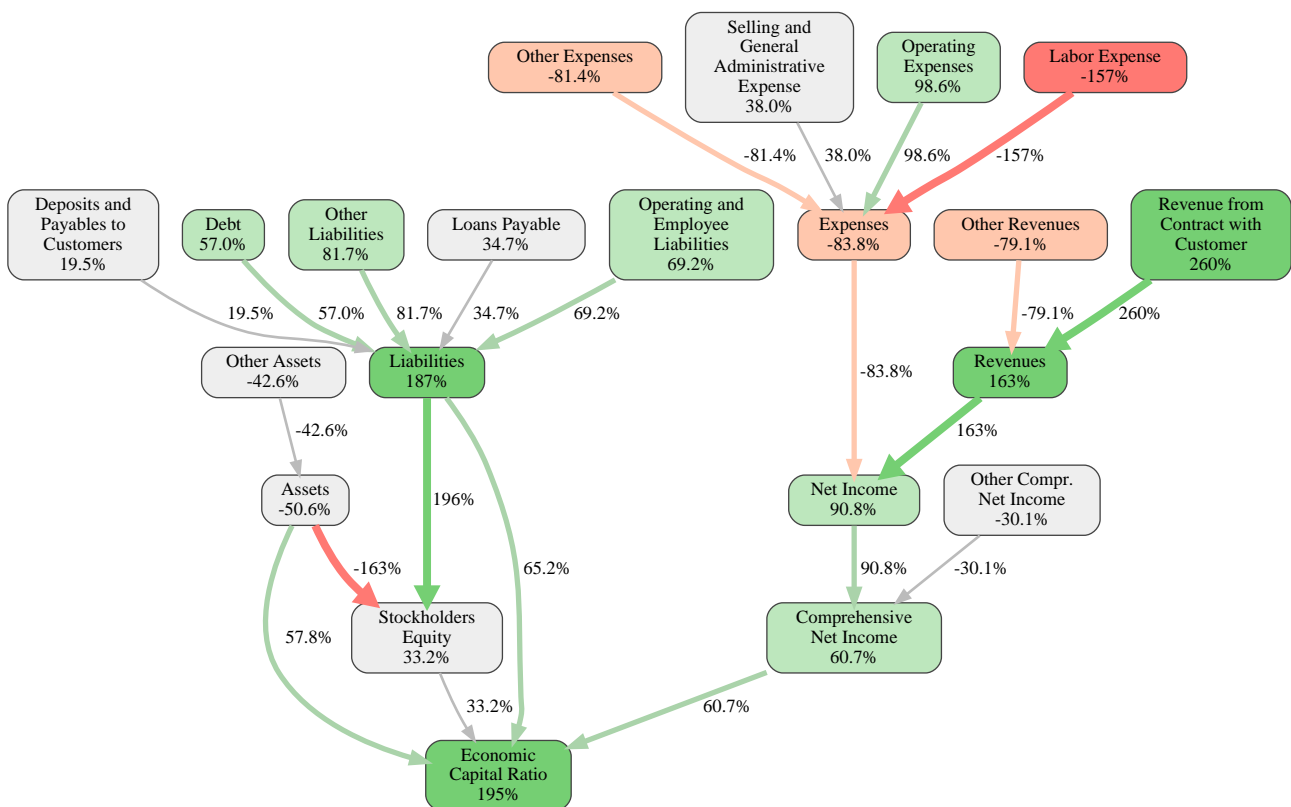 Selling and
General
Administrative
Expense
38.0%
Other Expenses
-81.4%
Operating
Expenses
98.6%
Labor Expense
-157%
-81.4%
38.0%
98.6%
-157%
Deposits and
Payables to
Customers
19.5%
Debt
57.0%
Other
Liabilities
81.7%
Loans Payable
34.7%
Operating and
Employee
Liabilities
69.2%
Expenses
-83.8%
Other Revenues
-79.1%
Revenue from
Contract with
Customer
260%
19.5%
57.0%
81.7%
34.7%
69.2%
-79.1%
260%
Other Assets
-42.6%
Liabilities
187%
-83.8%
Revenues
163%
-42.6%
163%
Assets
-50.6%
196%
Net Income
90.8%
Other Compr.
Net Income
-30.1%
-163%
65.2%
90.8%
-30.1%
57.8%
Stockholders
Equity
33.2%
Comprehensive
Net Income
60.7%
33.2%
60.7%
Economic
Capital Ratio
195%